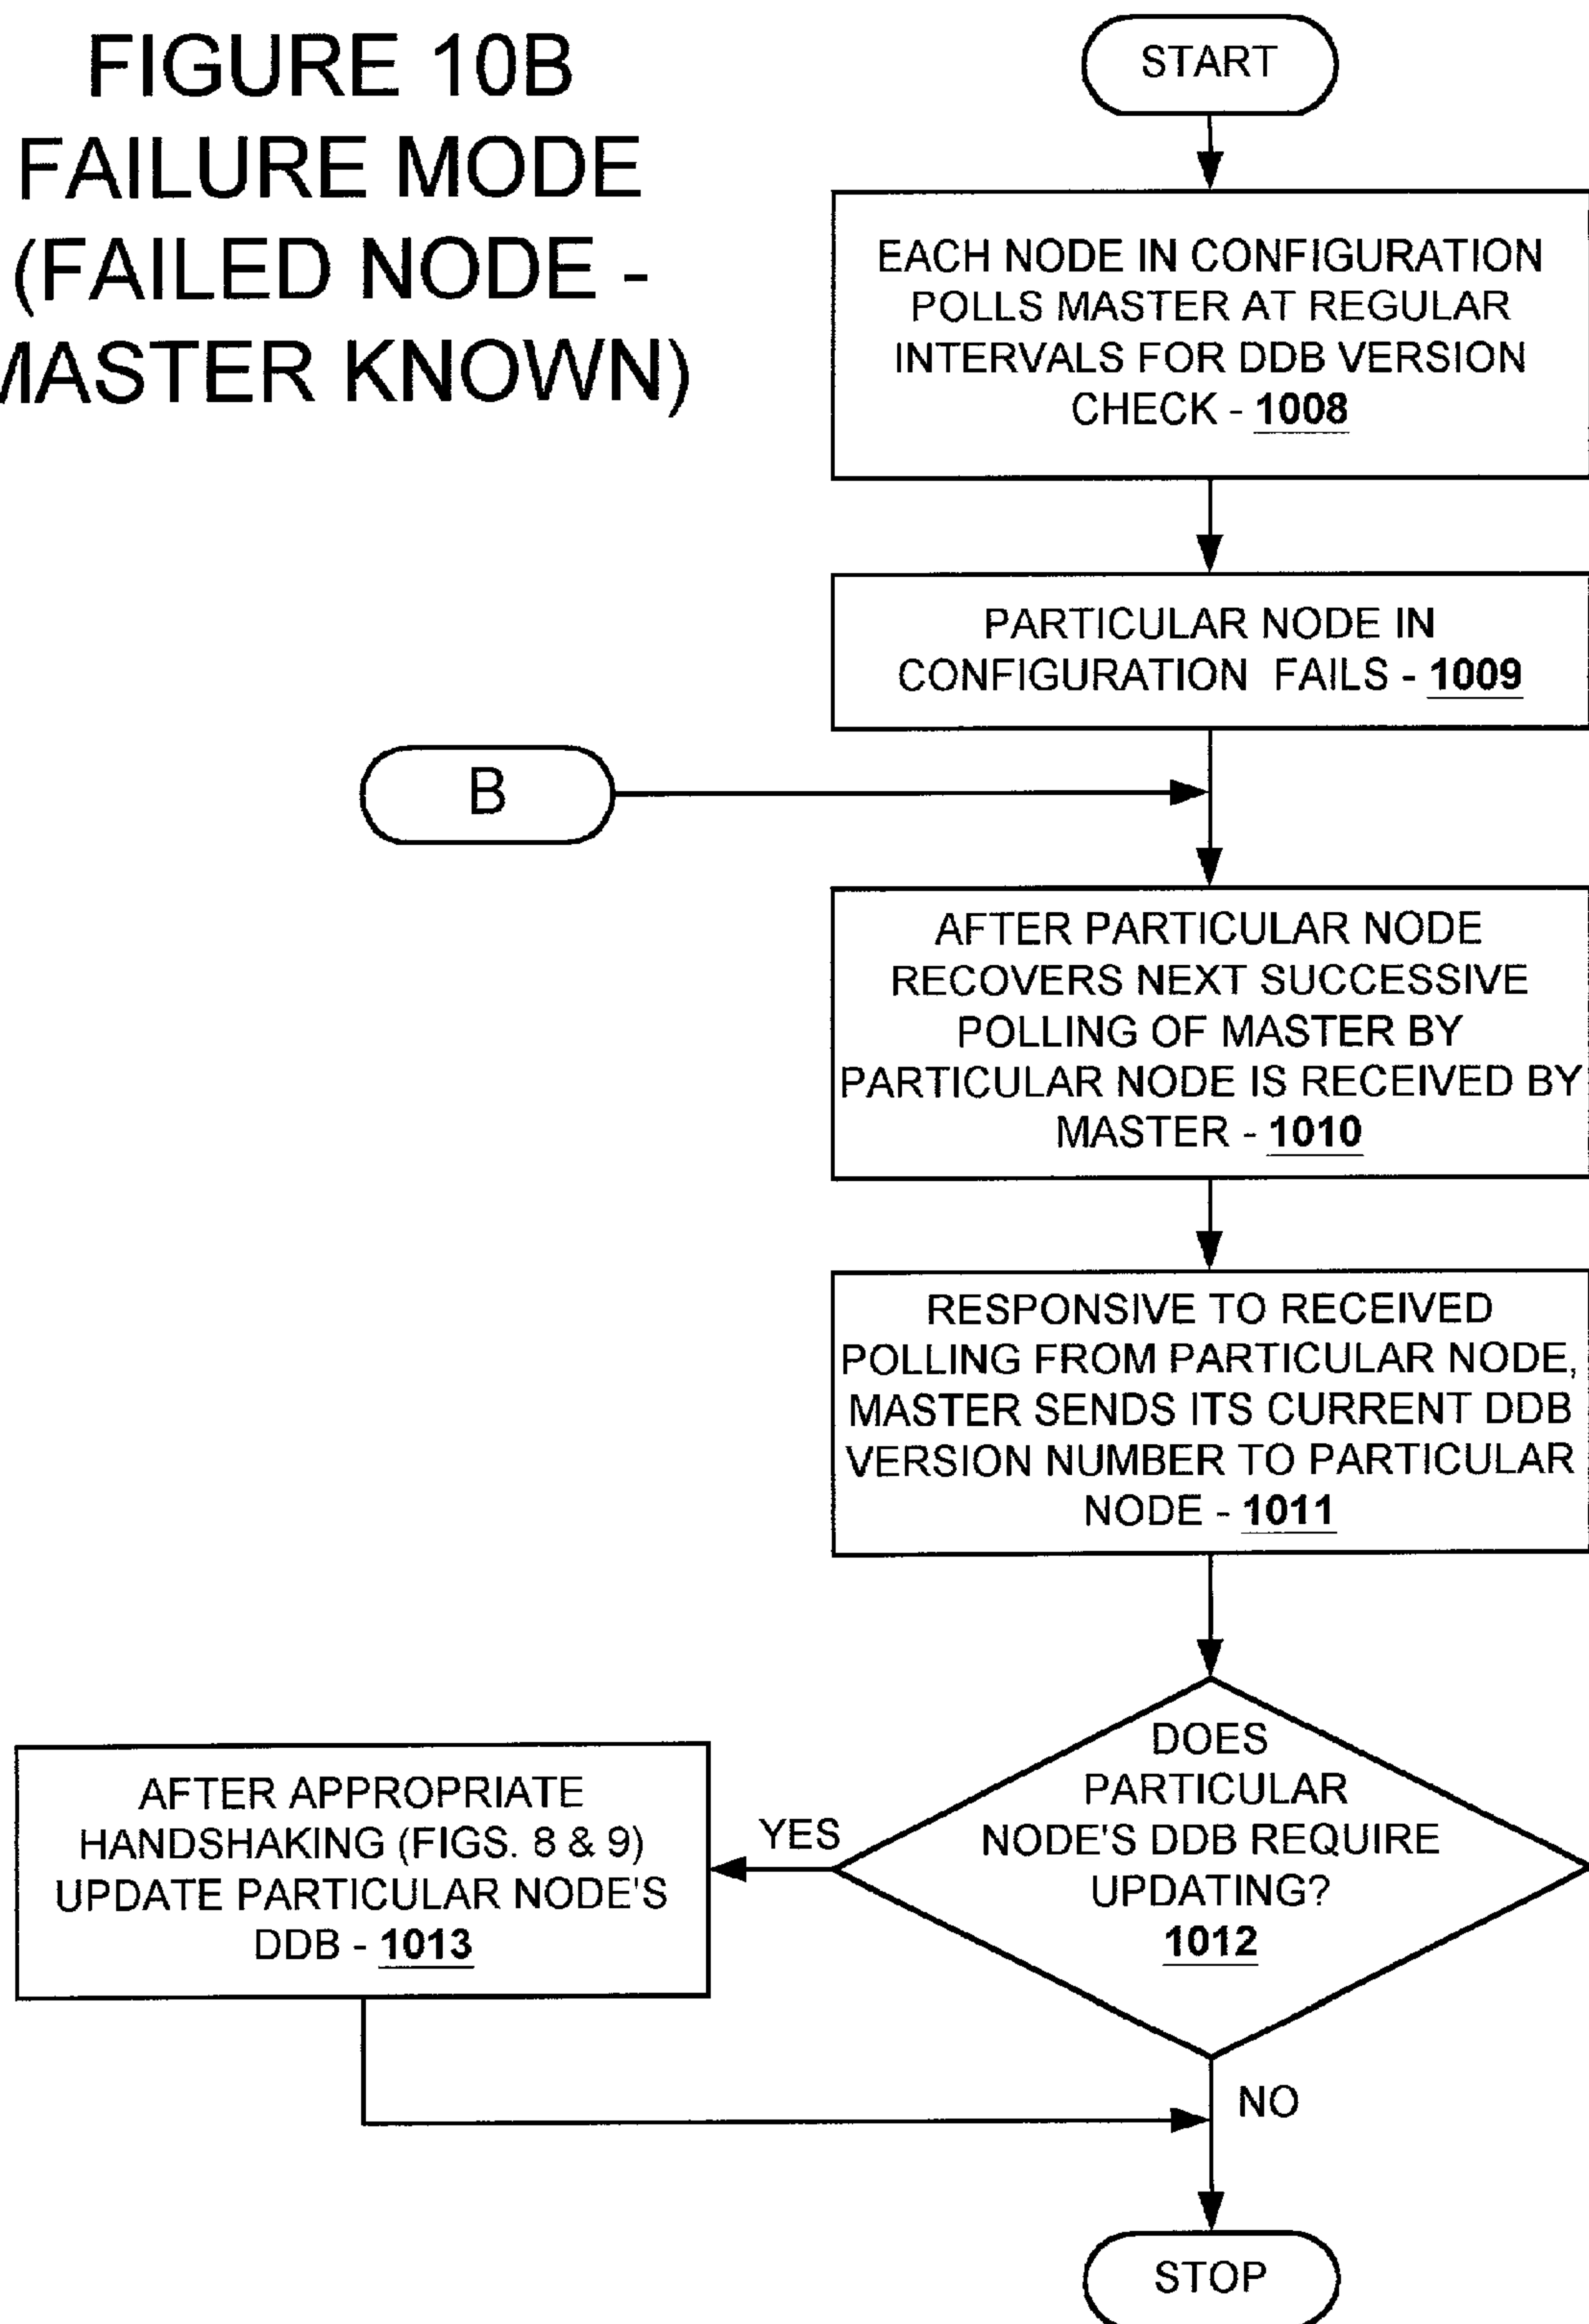 FIGURE 10B
FAILURE MODE
(FAILED NODE -
MASTER KNOWN)
START
EACH NODE IN CONFIGURATION
POLLS MASTER AT REGULAR
INTERVALS FOR DDB VERSION
CHECK - 1008
PARTICULAR NODE IN
CONFIGURATION FAILS - 1009
B
AFTER PARTICULAR NODE
RECOVERS NEXT SUCCESSIVE
POLLING OF MASTER BY
PARTICULAR NODE IS RECEIVED BY
MASTER - 1010
RESPONSIVE TO RECEIVED
POLLING FROM PARTICULAR NODE,
MASTER SENDS ITS CURRENT DDB
VERSION NUMBER TO PARTICULAR
NODE - 1011
DOES
PARTICULAR
NODE'S DDB REQUIRE
UPDATING?
1012
YES
AFTER APPROPRIATE
HANDSHAKING (FIGS. 8 & 9)
UPDATE PARTICULAR NODE'S
DDB - 1013
NO
STOP